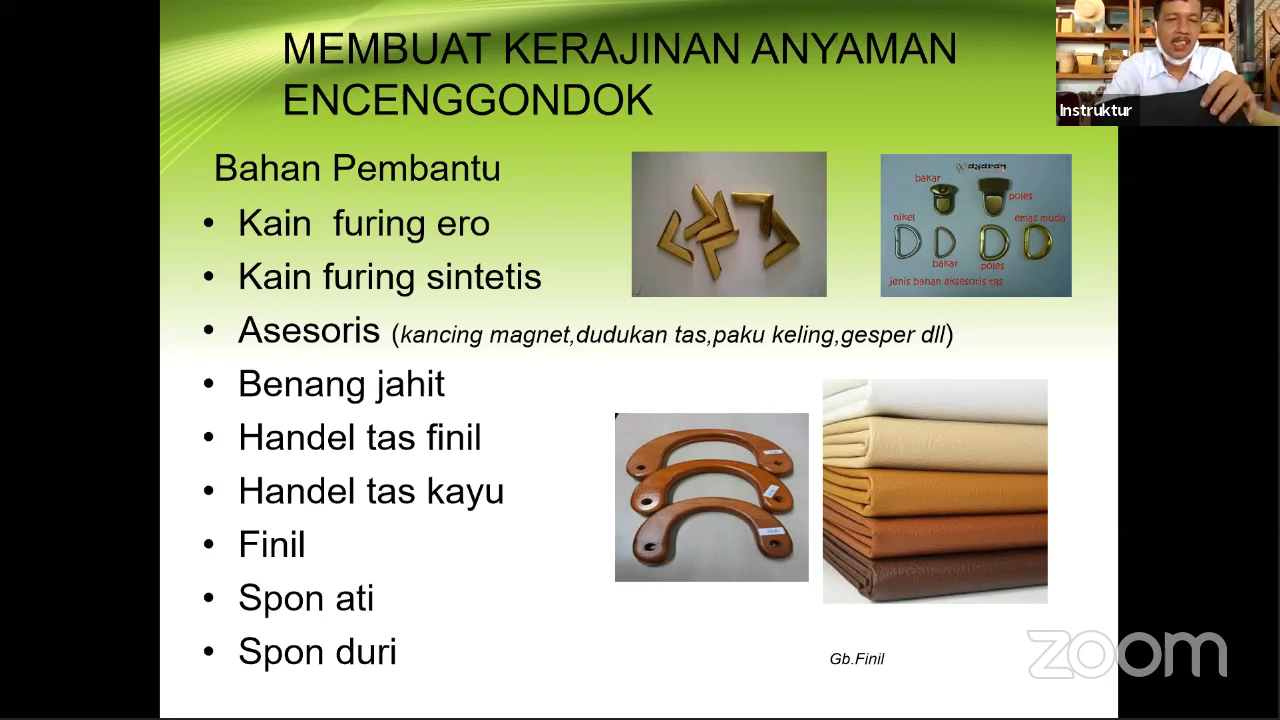 MEMBUAT KERAJINAN ANYAMAN
ENCENGGONDOK
Instruktur
Bahan Pembantu
• Kain furing ero
• Kain furing sintetis
• Asesoris (kancing magnet,dudukan tas,paku keling,gesper dll)
• Benang jahit
• Handel tas finil
• Handel tas kayu
• Finil
• Spon ati
• Spon duri
bakar
poles
nikel
emas muda
bakar
poles
jenis bahan aksesoris tas
Gb.Finil
zoom